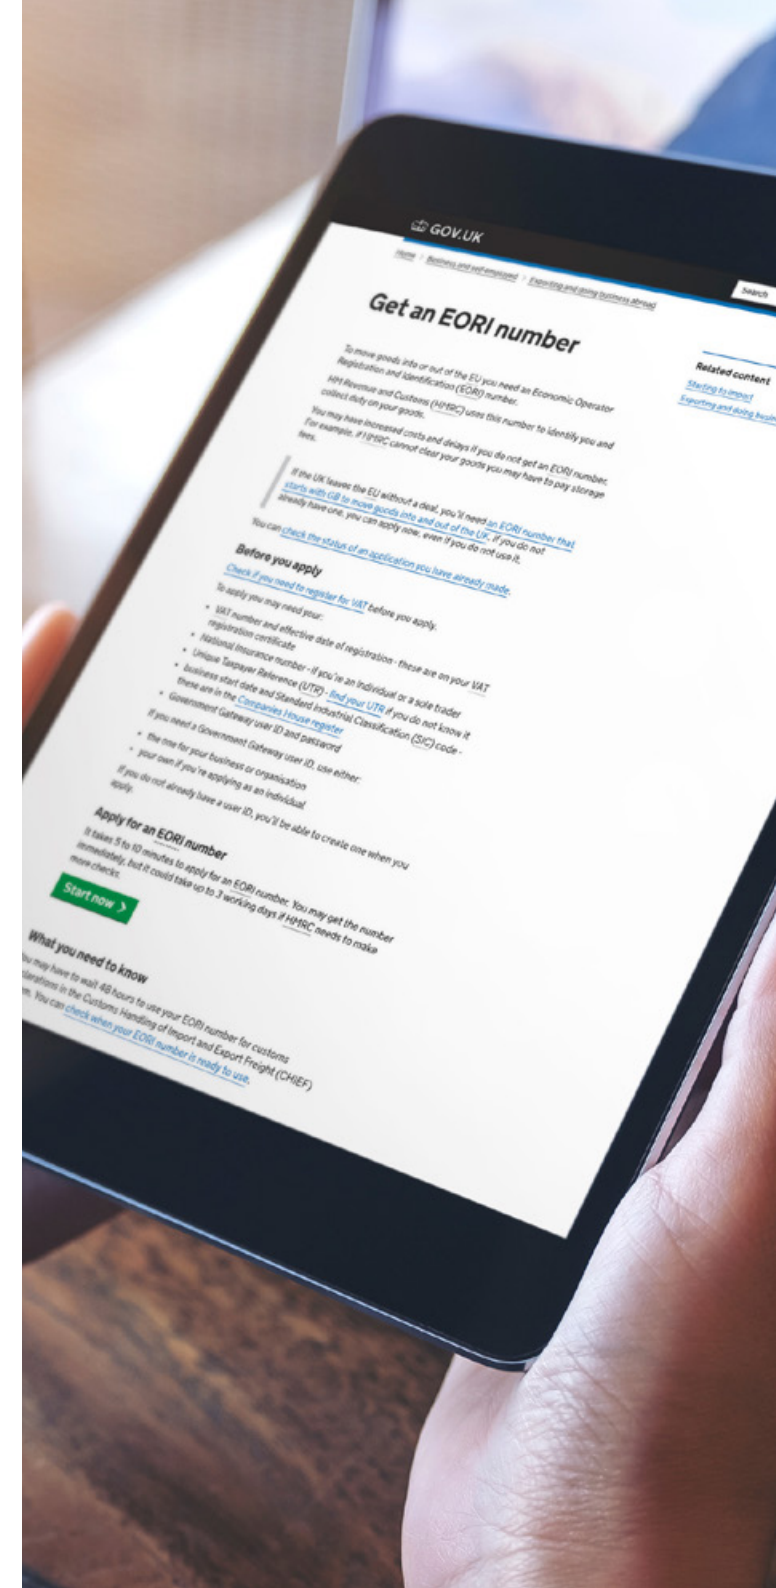 GOV.UK
Search
Home
Business and self-employed
Exporting and doing business abroad
Get an EORI number
To move goods into or out of the EU you need an Economic Operator
Registration and Identification (EORI) number.
HM Revenue and Customs (HMRC) uses this number to identify you and
collect duty on your goods.
You may have increased costs and delays if you do not get an EORI number.
For example, if HMRC cannot clear your goods you may have to pay storage
fees.
If the UK leaves the EU without a deal, you'll need an EORI number that
starts with GB to move goods into and out of the UK. If you do not
already have one, you can apply now, even if you do not use it.
You can check the status of an application you have already made.
Before you apply
Check if you need to register for VAT before you apply.
To apply you may need your:
• VAT number and effective date of registration - these are on your VAT
registration certificate
• National Insurance number - if you're an individual or a sole trader
• Unique Taxpayer Reference (UTR) - find your UTR if you do not know it
• business start date and Standard Industrial Classification (SIC) code -
these are in the Companies House register
• Government Gateway user ID and password
If you need a Government Gateway user ID, use either:
• the one for your business or organisation
• your own if you're applying as an individual
If you do not already have a user ID, you'll be able to create one when you
apply.
Apply for an EORI number
It takes 5 to 10 minutes to apply for an EORI number. You may get the number
immediately, but it could take up to 3 working days if HMRC needs to make
more checks.
Start now >
What you need to know
ou may have to wait 48 hours to use your EORI number for customs
larations in the Customs Handling of Import and Export Freight (CHIEF)
m. You can check when your EORI number is ready to use.
Related content
Starting to import
Exporting and doing busin